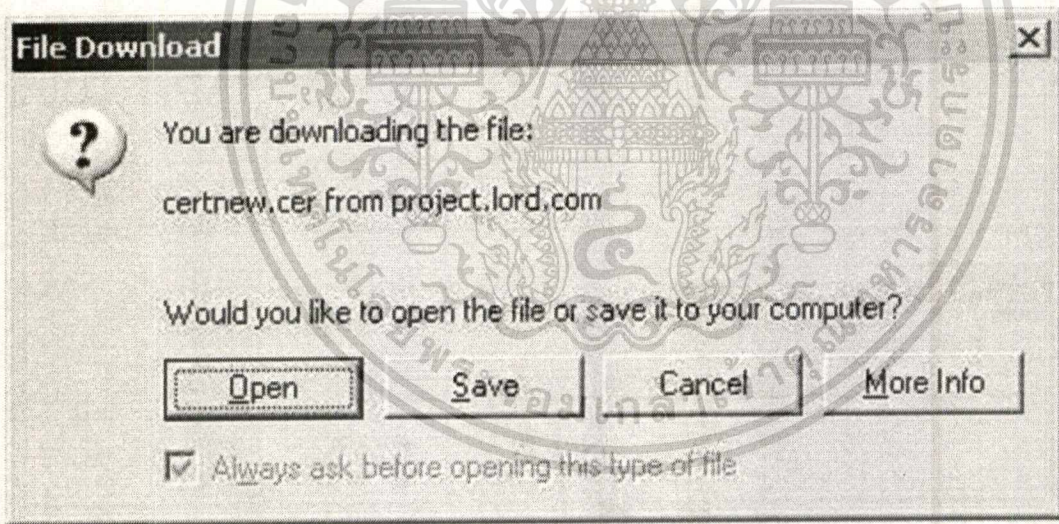 File Download
You are downloading the file:
certnew.cer from project.lord.com
Would you like to open the file or save it to your computer?
Open
Save
Cancel
More Info
Always ask before opening this type of file